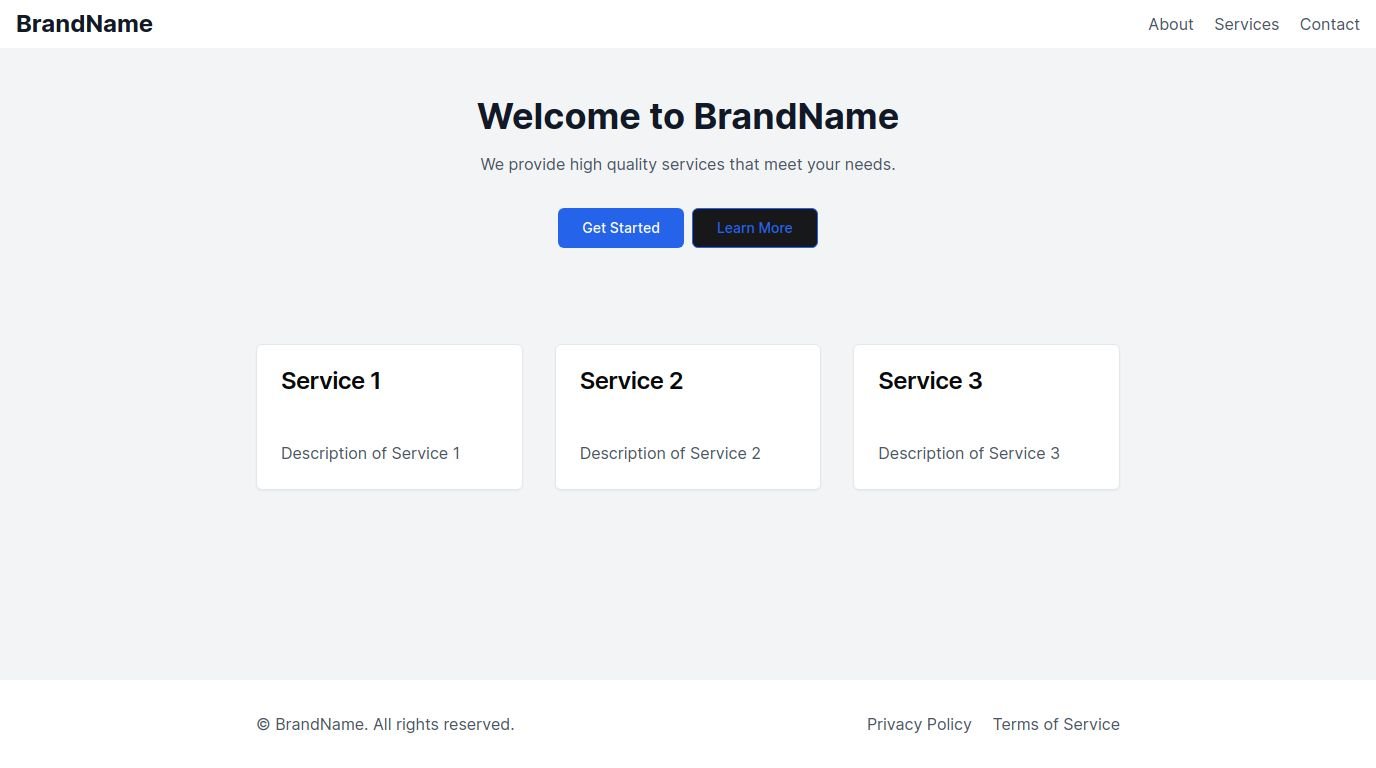 BrandName
About Services Contact
Welcome to BrandName
We provide high quality services that meet your needs.
Get Started Learn More
Service 1 Service 2 Service 3
Description of Service 1 Description of Service 2 Description of Service 3
© BrandName. All rights reserved.
Privacy Policy Terms of Service